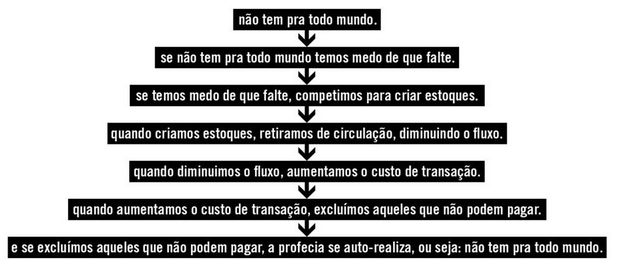 não tem pra todo mundo.
se não tem pra todo mundo temos medo de que falte.
se temos medo de que falte, competimos para criar estoques.
quando criamos estoques, retiramos de circulação, diminuindo o fluxo.
quando diminuimos o fluxo, aumentamos o custo de transação.
quando aumentamos o custo de transação, excluímos aqueles que não podem pagar.
e se excluímos aqueles que não podem pagar, a profecia se auto-realiza, ou seja: não tem pra todo mundo.